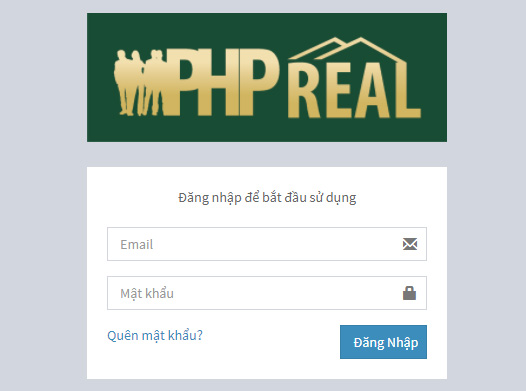 PHP REAL
Đăng nhập để bắt đầu sử dụng
Email
Mật khẩu
Quên mật khẩu?
Đăng Nhập